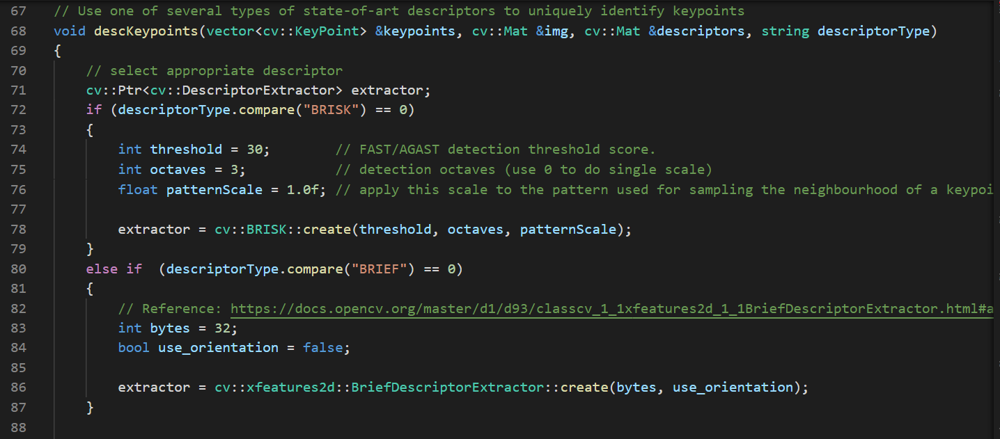 67 // Use one of several types of state-of-art descriptors to uniquely identify keypoints
68 void descKeypoints(vector<cv::KeyPoint> &keypoints, cv::Mat &img, cv::Mat &descriptors, string descriptorType)
69 {
70     // select appropriate descriptor
71     cv::Ptr<cv::DescriptorExtractor> extractor;
72     if (descriptorType.compare("BRISK") == 0)
73     {
74         int threshold = 30;        // FAST/AGAST detection threshold score.
75         int octaves = 3;           // detection octaves (use 0 to do single scale)
76         float patternScale = 1.0f; // apply this scale to the pattern used for sampling the neighbourhood of a keypoi
77
78         extractor = cv::BRISK::create(threshold, octaves, patternScale);
79     }
80     else if  (descriptorType.compare("BRIEF") == 0)
81     {
82         // Reference: https://docs.opencv.org/master/d1/d93/classcv_1_1xfeatures2d_1_1BriefDescriptorExtractor.html#a
83         int bytes = 32;
84         bool use_orientation = false;
85
86         extractor = cv::xfeatures2d::BriefDescriptorExtractor::create(bytes, use_orientation);
87     }
88